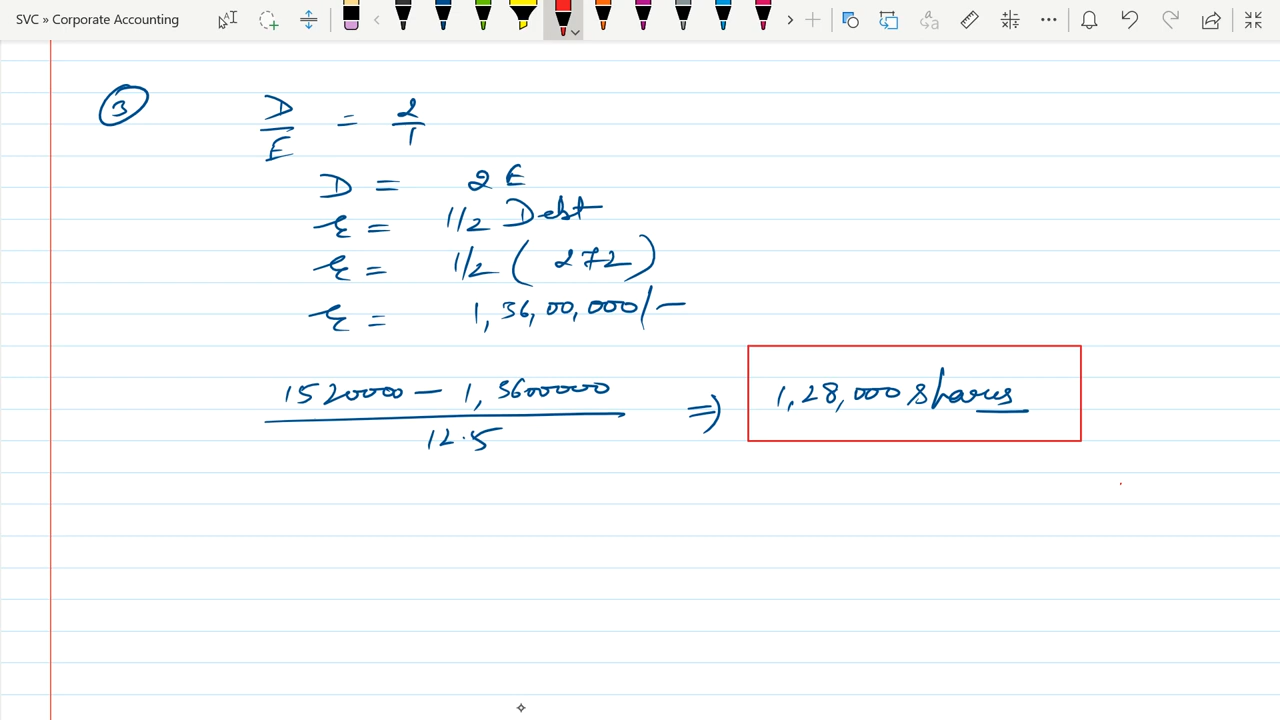 SVC » Corporate Accounting
3
D/E = 2/1
D = 2E
E = 1/2 Debt
E = 1/2 (272)
E = 1,36,00,000/-
1520000 - 1,3600000
12.5
⇒ 1,28,000 shares